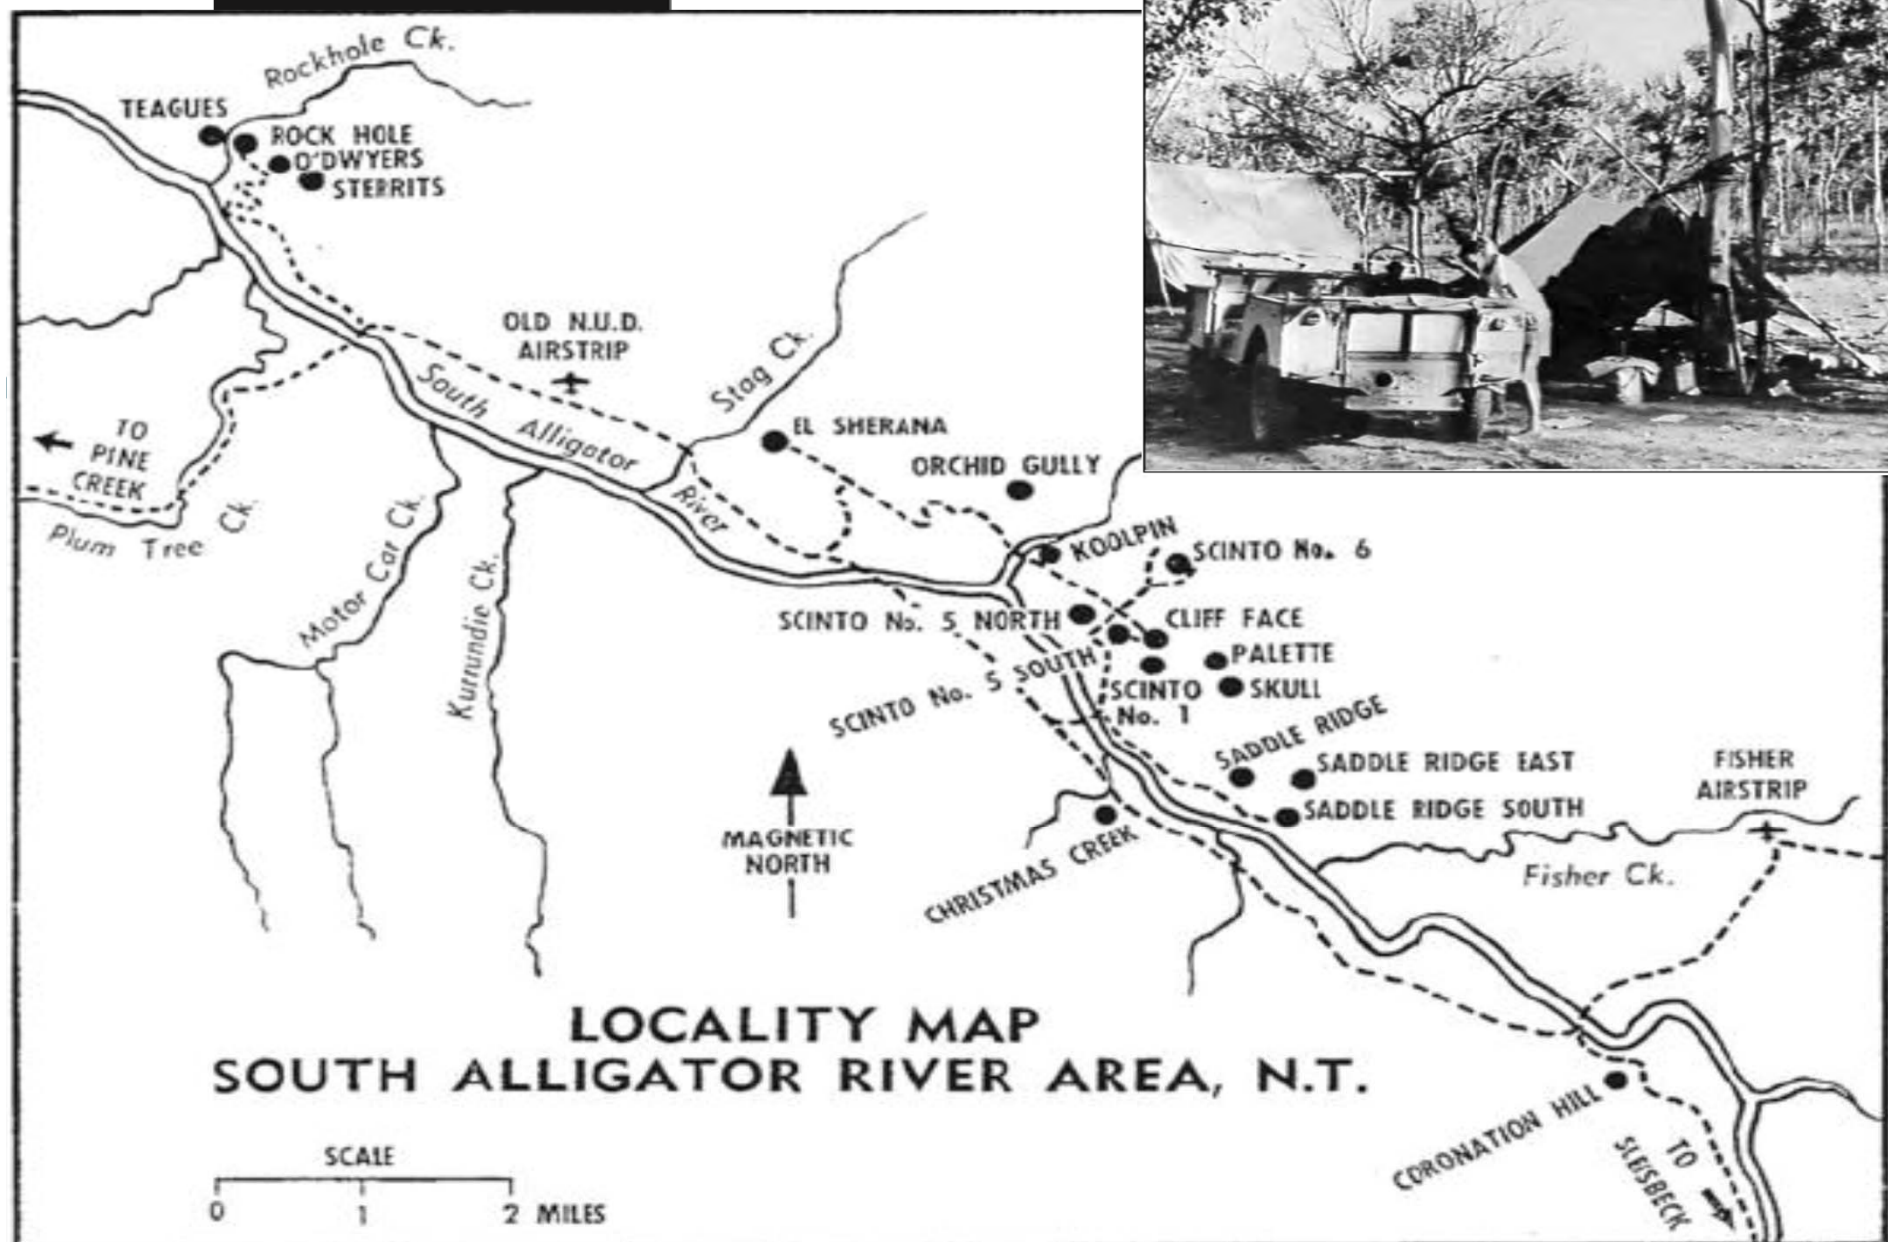 Rockhole Ck.
TEAGUES
ROCK HOLE
O'DWYERS
STERRITS
OLD N.U.D.
AIRSTRIP
South Alligator River
Stag Ck.
EL SHERANA
ORCHID GULLY
TO
PINE
CREEK
Plum Tree Ck.
Motor Car Ck.
Kurrundie Ck.
KOOLPIN
SCINTO No. 6
SCINTO No. 5 NORTH
CLIFF FACE
SCINTO No. 5 SOUTH
PALETTE
SCINTO
No. 1
SKULL
SADDLE RIDGE
SADDLE RIDGE EAST
SADDLE RIDGE SOUTH
FISHER
AIRSTRIP
MAGNETIC
NORTH
CHRISTMAS CREEK
Fisher Ck.
LOCALITY MAP
SOUTH ALLIGATOR RIVER AREA, N.T.
CORONATION HILL
TO
SLEISBECK
SCALE
0 1 2 MILES